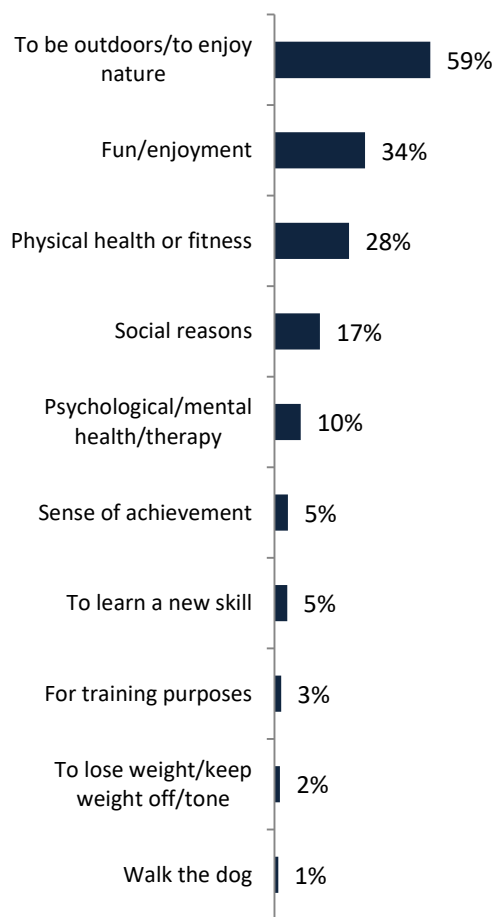 To be outdoors/to enjoy
nature
59%
Fun/enjoyment
34%
Physical health or fitness
28%
Social reasons
17%
Psychological/mental
health/therapy
10%
Sense of achievement
5%
To learn a new skill
5%
For training purposes
3%
To lose weight/keep
weight off/tone
2%
Walk the dog
1%